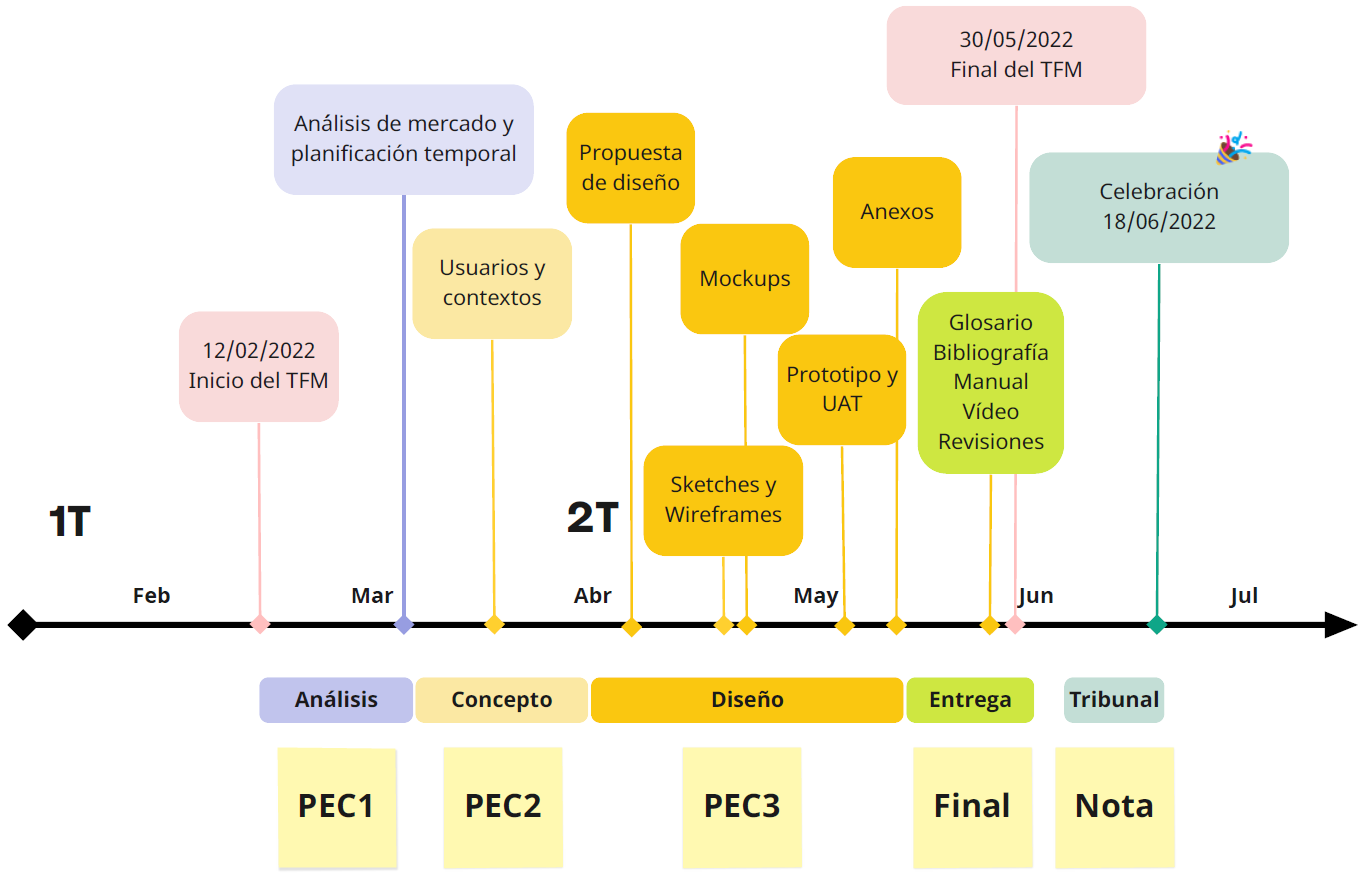 30/05/2022
Final del TFM
Análisis de mercado y
planificación temporal
Propuesta
de diseño
Anexos
Celebración
18/06/2022
Usuarios y
contextos
Mockups
12/02/2022
Inicio del TFM
Prototipo y
UAT
Glosario
Bibliografía
Manual
Vídeo
Revisiones
Sketches y
Wireframes
1T
2T
Feb
Mar
Abr
May
Jun
Jul
Análisis
Concepto
Diseño
Entrega
Tribunal
PEC1
PEC2
PEC3
Final
Nota